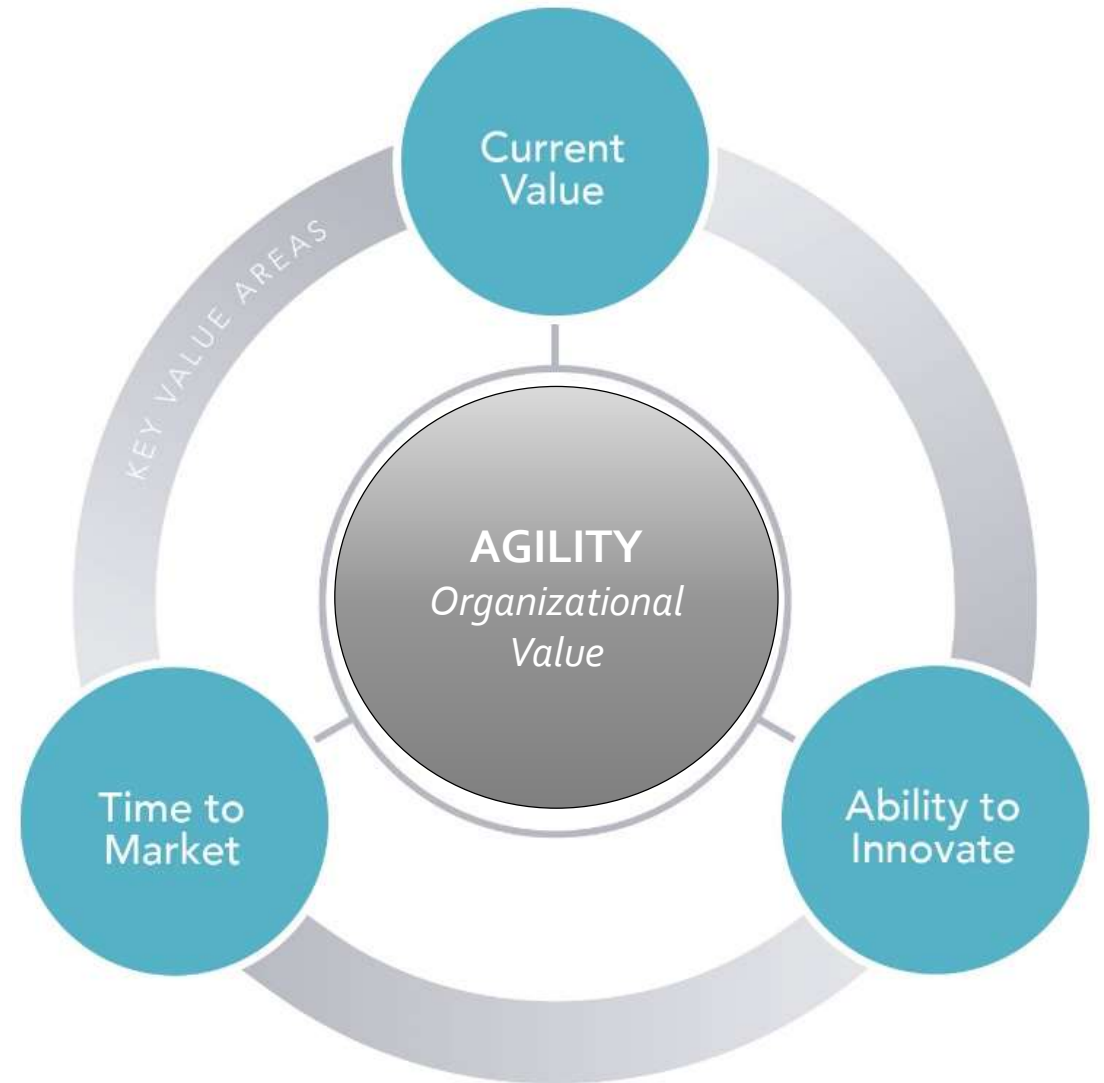 Current
Value
KEY VALUE AREAS
AGILITY
Organizational
Value
Time to
Market
Ability to
Innovate